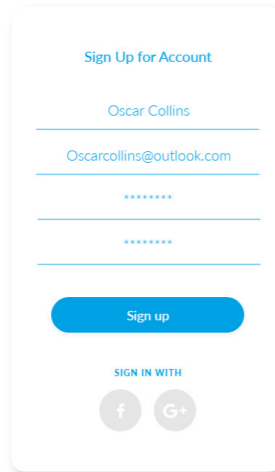 Sign Up for Account
Oscar Collins
Oscarcollins@outlook.com
********
********
Sign up
SIGN IN WITH
f G+